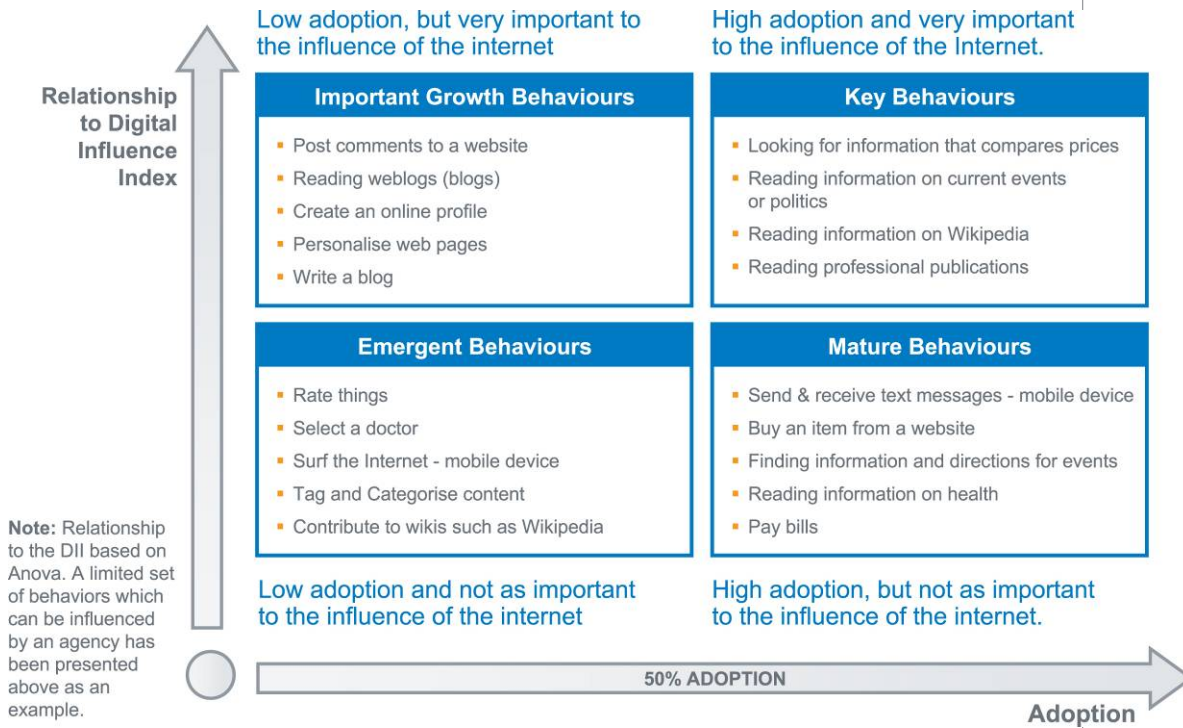 Low adoption, but very important to
the influence of the internet
High adoption and very important
to the influence of the Internet.
Relationship
to Digital
Influence
Index
Important Growth Behaviours
Post comments to a website
Reading weblogs (blogs)
Create an online profile
Personalise web pages
Write a blog
Key Behaviours
Looking for information that compares prices
Reading information on current events
or politics
Reading information on Wikipedia
Reading professional publications
Emergent Behaviours
Rate things
Select a doctor
Surf the Internet - mobile device
Tag and Categorise content
Contribute to wikis such as Wikipedia
Mature Behaviours
Send & receive text messages - mobile device
Buy an item from a website
Finding information and directions for events
Reading information on health
Pay bills
Note: Relationship
to the DII based on
Anova. A limited set
of behaviors which
can be influenced
by an agency has
been presented
above as an
example.
Low adoption and not as important
to the influence of the internet
High adoption, but not as important
to the influence of the internet.
50% ADOPTION
Adoption